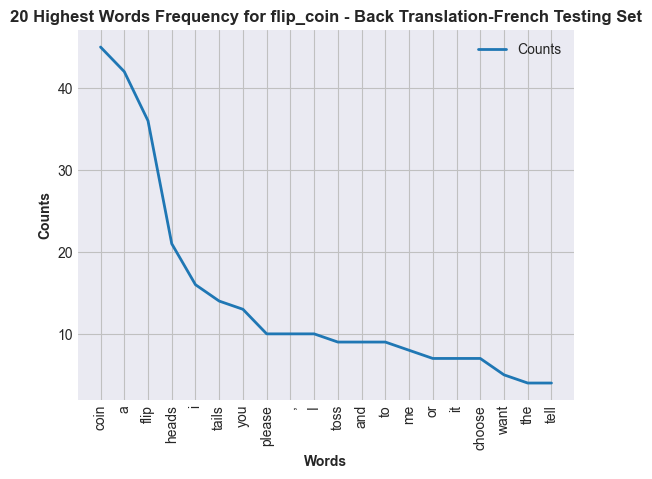 20 Highest Words Frequency for flip_coin - Back Translation-French Testing Set
Counts
Counts
40
30
20
10
coin
a
flip
heads
i
tails
you
please
,
I
toss
and
to
me
or
it
choose
want
the
tell
Words